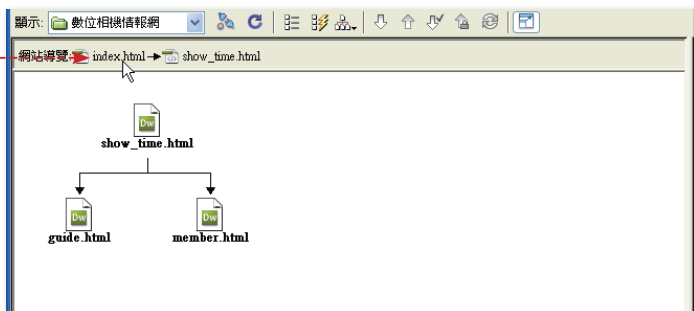 顯示: 數位相機情報網
網站導覽: index.html → show_time.html
Dw
show_time.html
Dw Dw
guide.html member.html